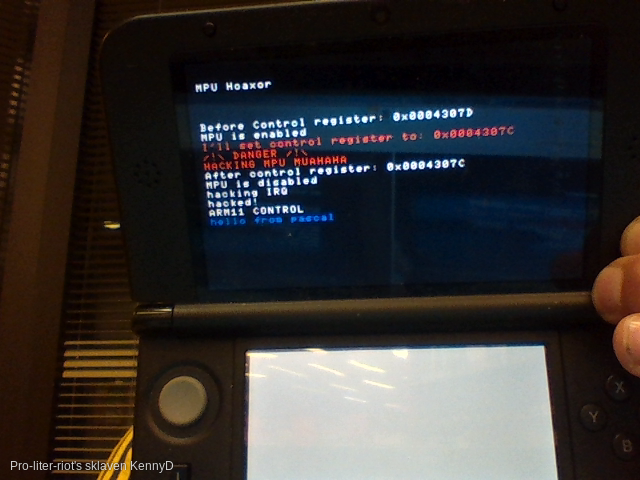 MPU Hoaxor
Before Control register: 0x0004307D
MPU is enabled
I'll set control register to: 0x0004307C
/!\ DANGER /!\
HACKING MPU MUAHAHA
After control register: 0x0004307C
MPU is disabled
hacking IRQ
hacked!
ARM11 CONTROL
hello from pascal
X
Y
B
Pro-liter-riot's sklaven KennyD